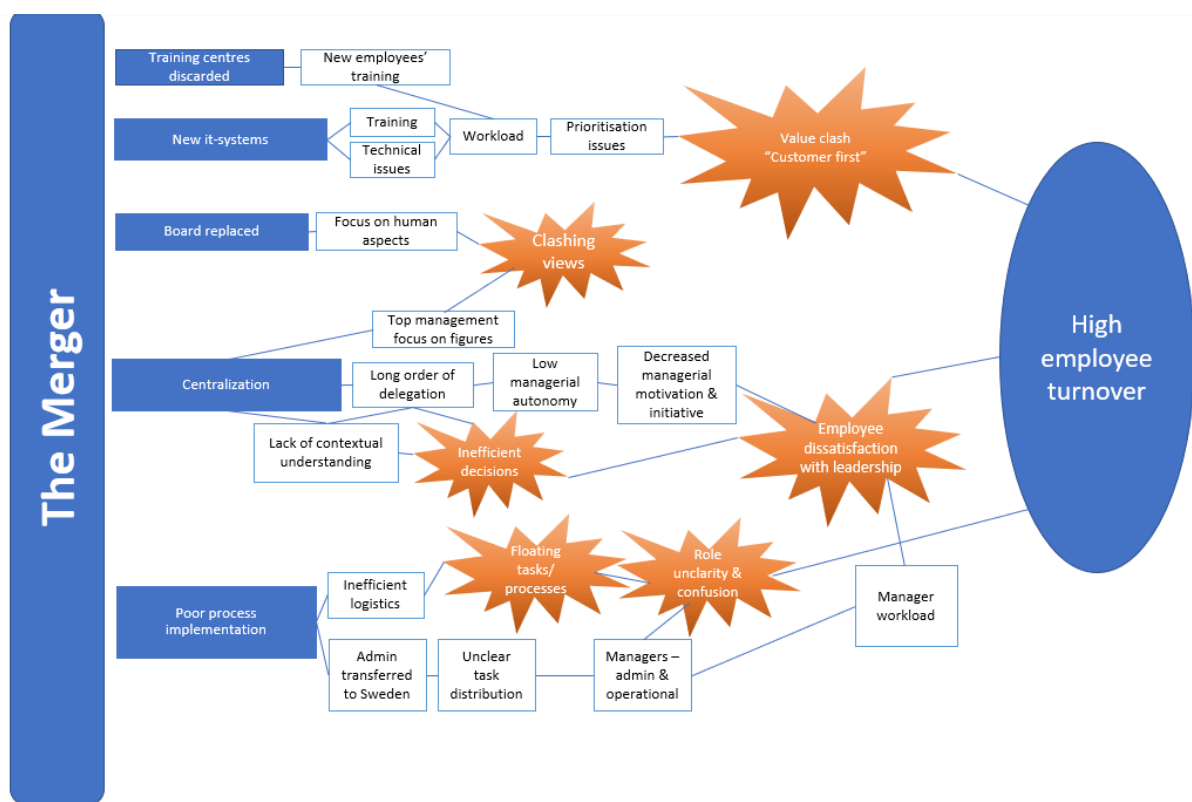 The Merger
Training centres
discarded
New employees’
training
New it-systems
Training
Technical
issues
Workload
Prioritisation
issues
Value clash
“Customer first”
Board replaced
Focus on human
aspects
Clashing
views
Top management
focus on figures
Centralization
Long order of
delegation
Low
managerial
autonomy
Decreased
managerial
motivation &
initiative
Lack of contextual
understanding
Inefficient
decisions
Employee
dissatisfaction
with leadership
High
employee
turnover
Poor process
implementation
Inefficient
logistics
Floating
tasks/
processes
Role
unclarity &
confusion
Manager
workload
Admin
transferred
to Sweden
Unclear
task
distribution
Managers –
admin &
operational